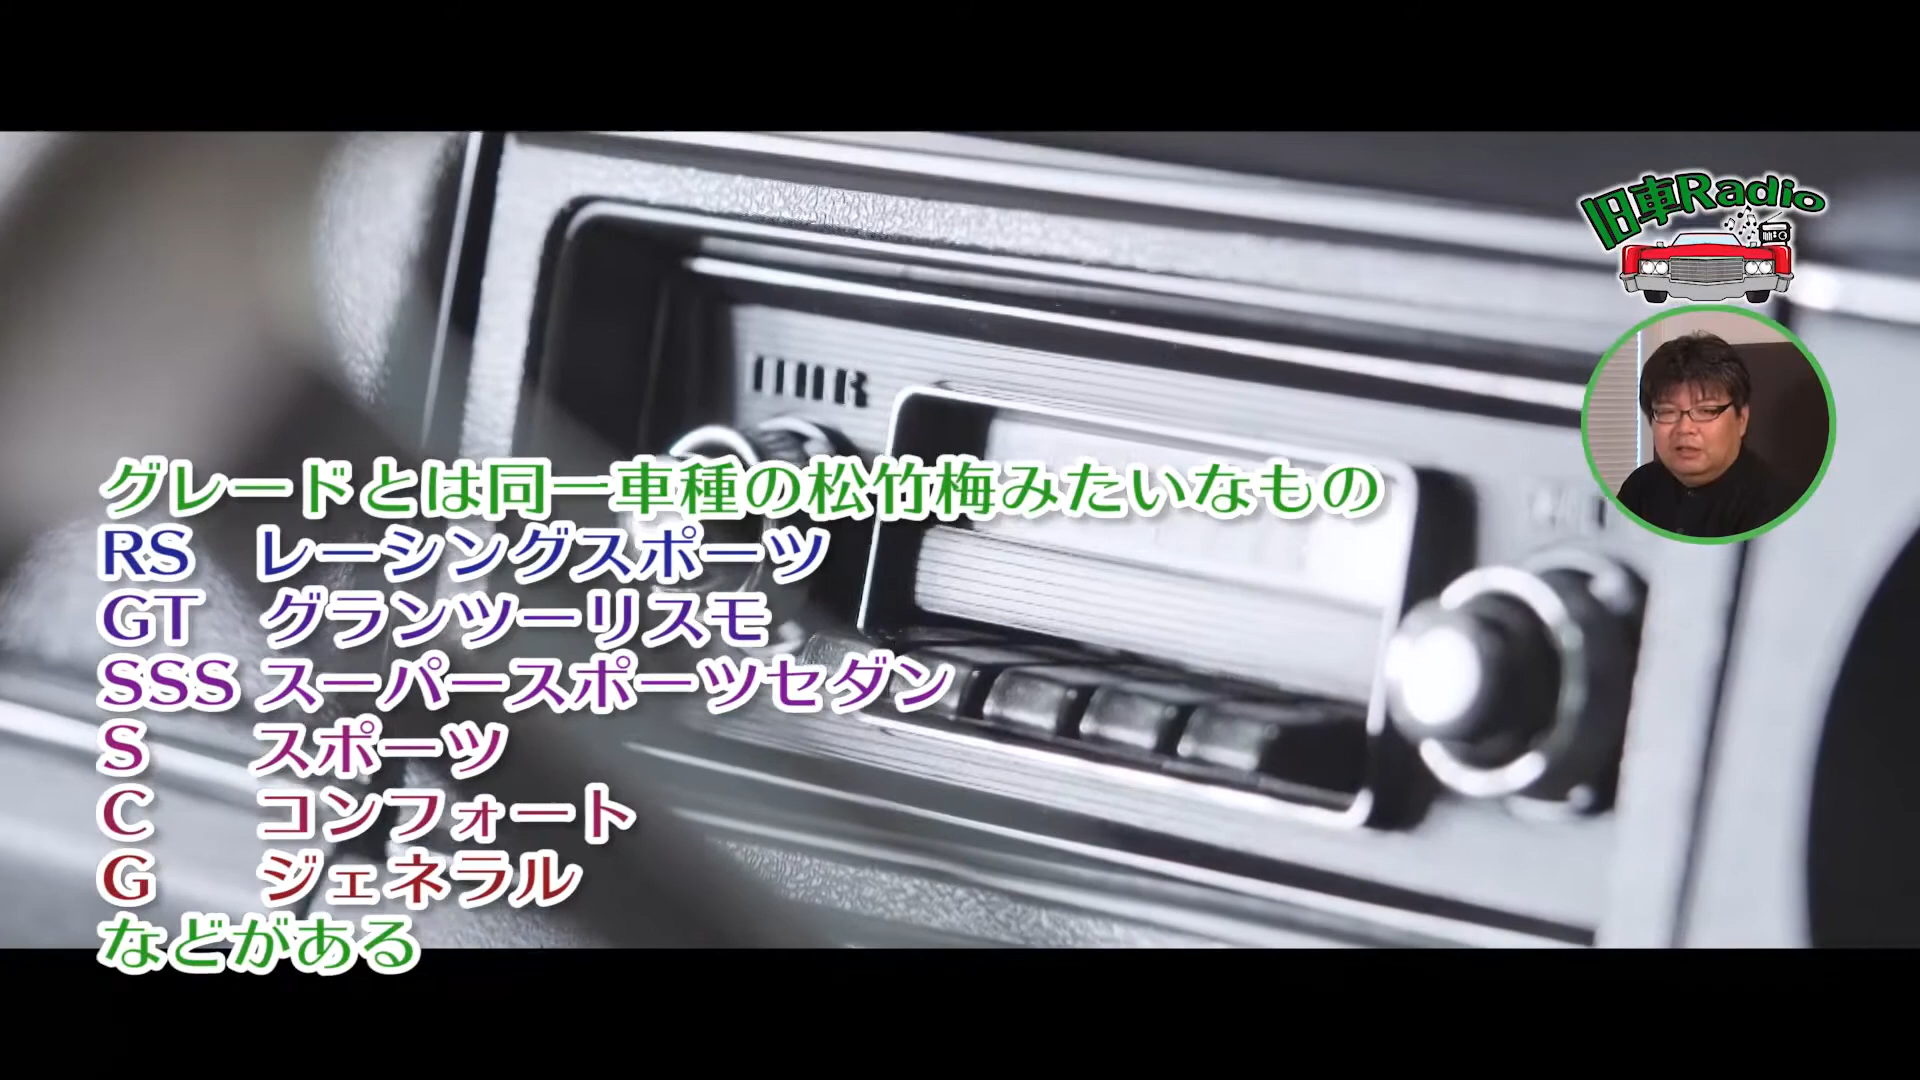 旧車Radio
グレードとは同一車種の松竹梅みたいなもの
RS レーシングスポーツ
GT グランツーリスモ
SSS スーパースポーツセダン
S スポーツ
C コンフォート
G ジェネラル
などがある